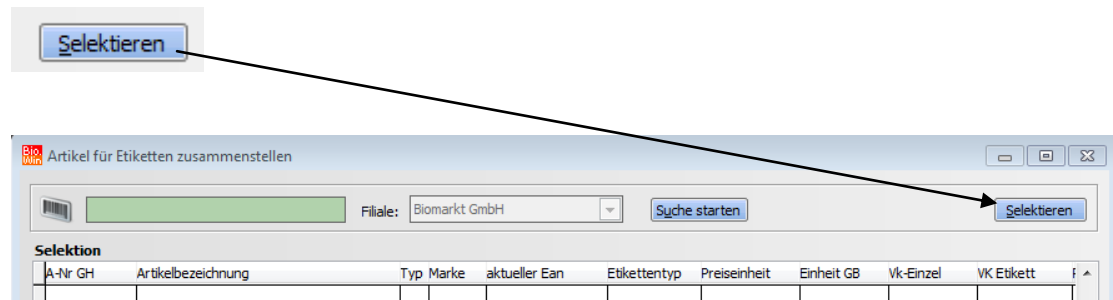 Selektieren
Bio. Win Artikel für Etiketten zusammenstellen
Filiale: Biomarkt GmbH Suche starten Selektieren
Selektion
A-Nr GH Artikelbezeichnung Typ Marke aktueller Ean Etikettentyp Preiseinheit Einheit GB Vk-Einzel VK Etikett